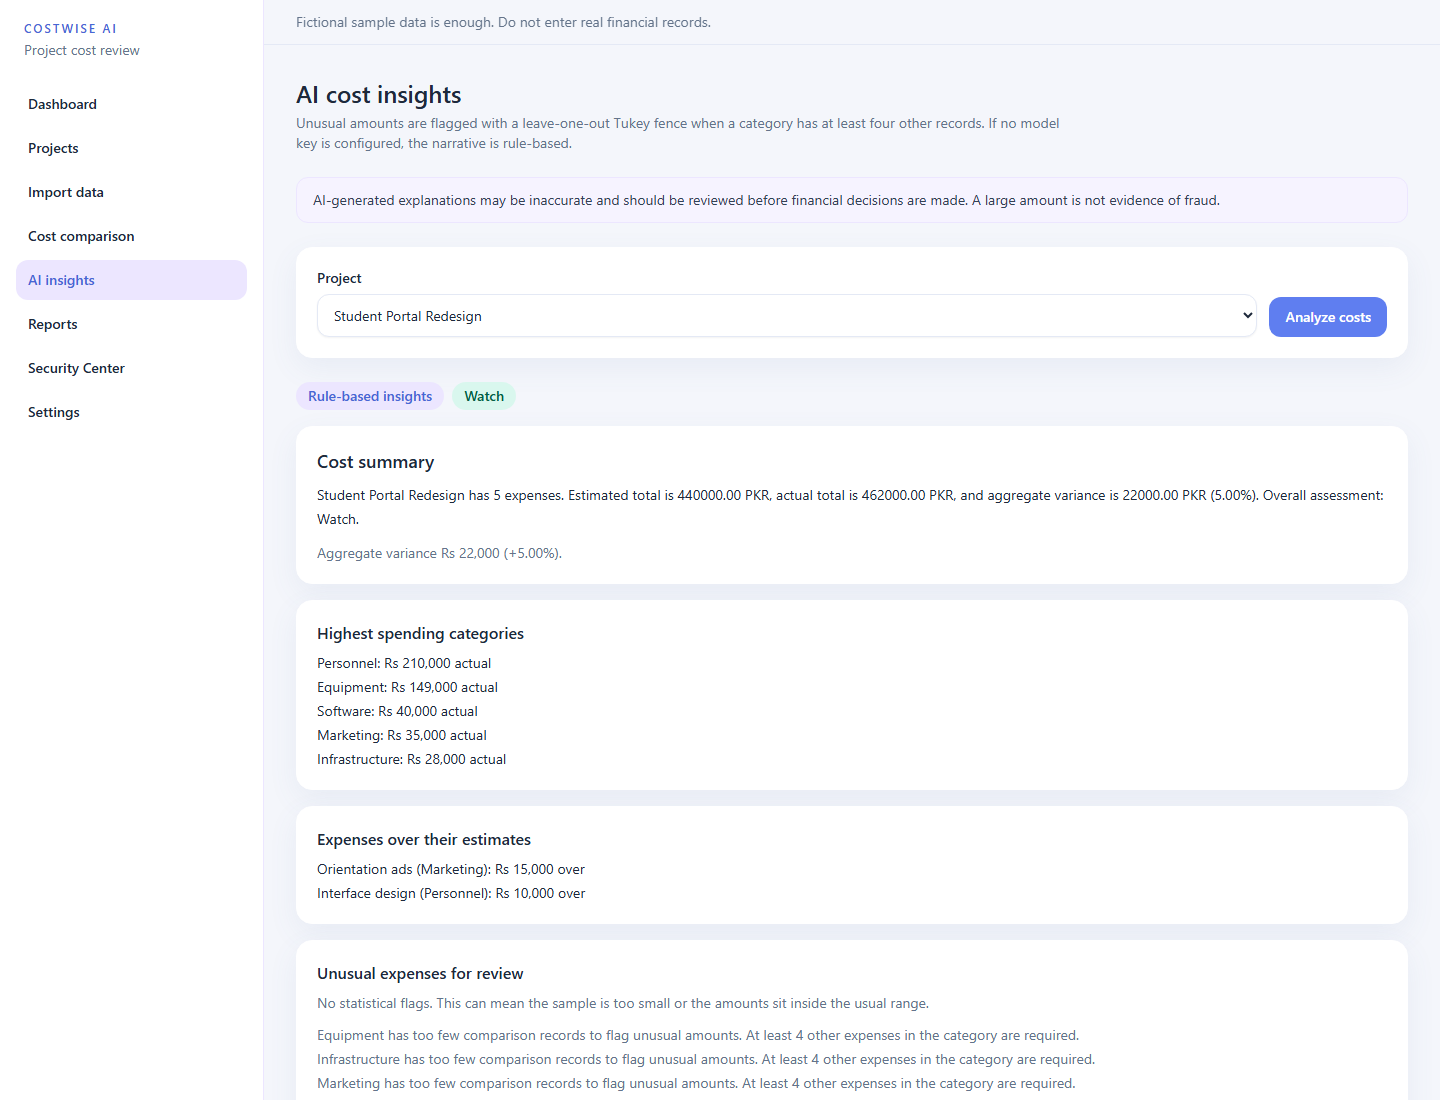 COSTWISE AI
Project cost review
Dashboard
Projects
Import data
Cost comparison
AI insights
Reports
Security Center
Settings
Fictional sample data is enough. Do not enter real financial records.
AI cost insights
Unusual amounts are flagged with a leave-one-out Tukey fence when a category has at least four other records. If no model
key is configured, the narrative is rule-based.
AI-generated explanations may be inaccurate and should be reviewed before financial decisions are made. A large amount is not evidence of fraud.
Project
Student Portal Redesign
Analyze costs
Rule-based insights
Watch
Cost summary
Student Portal Redesign has 5 expenses. Estimated total is 440000.00 PKR, actual total is 462000.00 PKR, and aggregate variance is 22000.00 PKR (5.00%). Overall assessment:
Watch.
Aggregate variance Rs 22,000 (+5.00%).
Highest spending categories
Personnel: Rs 210,000 actual
Equipment: Rs 149,000 actual
Software: Rs 40,000 actual
Marketing: Rs 35,000 actual
Infrastructure: Rs 28,000 actual
Expenses over their estimates
Orientation ads (Marketing): Rs 15,000 over
Interface design (Personnel): Rs 10,000 over
Unusual expenses for review
No statistical flags. This can mean the sample is too small or the amounts sit inside the usual range.
Equipment has too few comparison records to flag unusual amounts. At least 4 other expenses in the category are required.
Infrastructure has too few comparison records to flag unusual amounts. At least 4 other expenses in the category are required.
Marketing has too few comparison records to flag unusual amounts. At least 4 other expenses in the category are required.